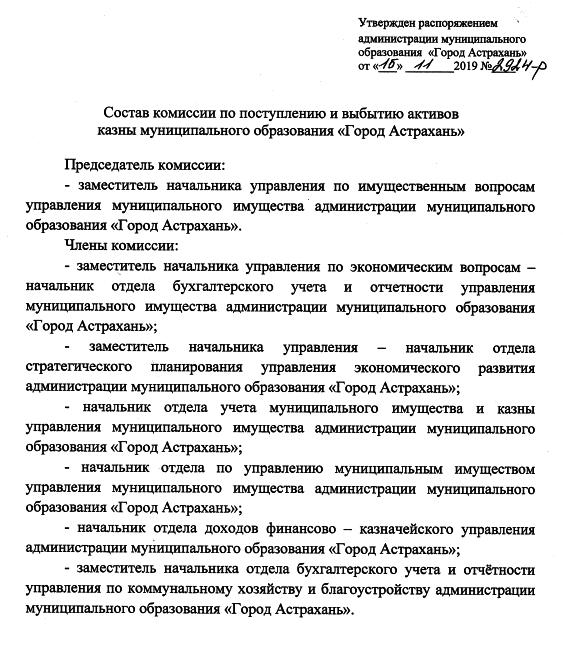 Утвержден распоряжением
администрации муниципального
образования «Город Астрахань»
от «15» 11 2019 №2924-р
Состав комиссии по поступлению и выбытию активов
казны муниципального образования «Город Астрахань»
Председатель комиссии:
- заместитель начальника управления по имущественным вопросам
управления муниципального имущества администрации муниципального
образования «Город Астрахань».
Члены комиссии:
- заместитель начальника управления по экономическим вопросам –
начальник отдела бухгалтерского учета и отчетности управления
муниципального имущества администрации муниципального образования
«Город Астрахань»;
- заместитель начальника управления – начальник отдела
стратегического планирования управления экономического развития
администрации муниципального образования «Город Астрахань»;
- начальник отдела учета муниципального имущества и казны
управления муниципального имущества администрации муниципального
образования «Город Астрахань»;
- начальник отдела по управлению муниципальным имуществом
управления муниципального имущества администрации муниципального
образования «Город Астрахань»;
- начальник отдела доходов финансово – казначейского управления
администрации муниципального образования «Город Астрахань»;
- заместитель начальника отдела бухгалтерского учета и отчётности
управления по коммунальному хозяйству и благоустройству администрации
муниципального образования «Город Астрахань».